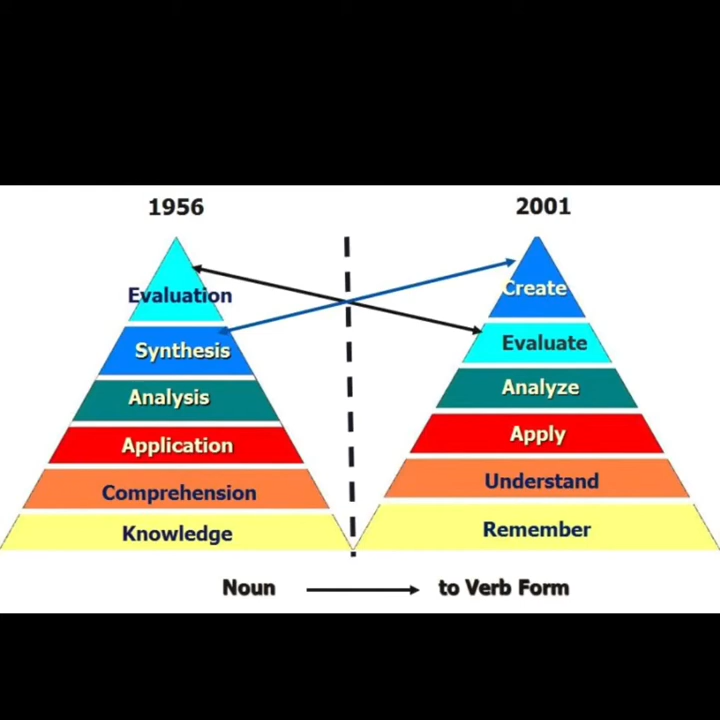 1956
2001
Evaluation
Synthesis
Analysis
Application
Comprehension
Knowledge
Create
Evaluate
Analyze
Apply
Understand
Remember
Noun to Verb Form